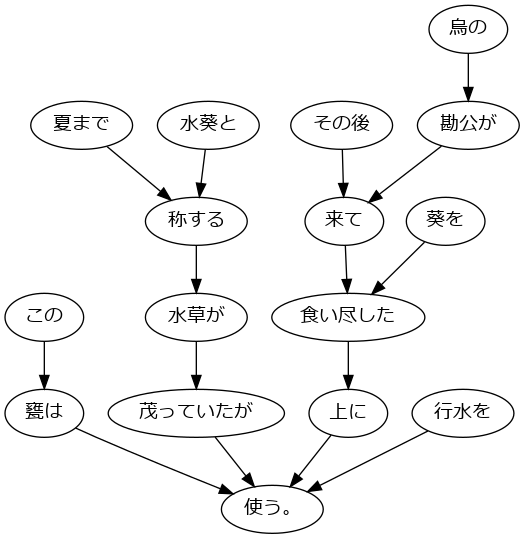 烏の
夏まで
水葵と
その後
勘公が
称する
来て
葵を
この
水草が
食い尽した
甕は
茂っていたが
上に
行水を
使う。